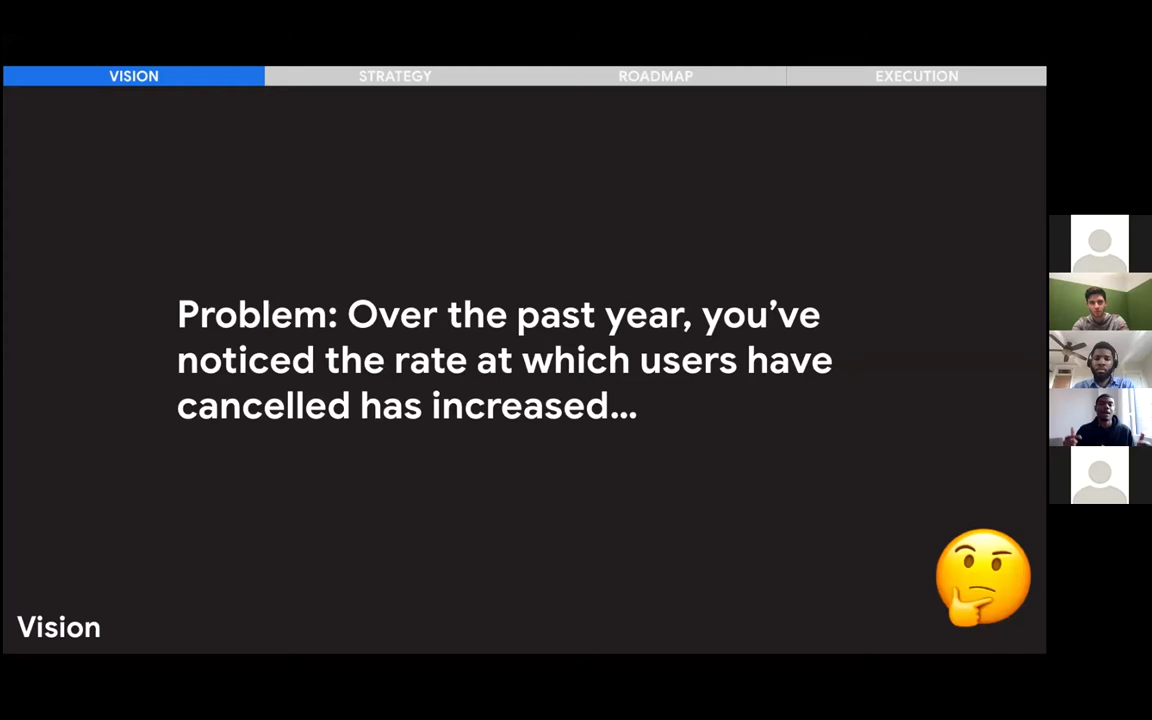 VISION
STRATEGY
ROADMAP
EXECUTION
Problem: Over the past year, you’ve
noticed the rate at which users have
cancelled has increased...
Vision